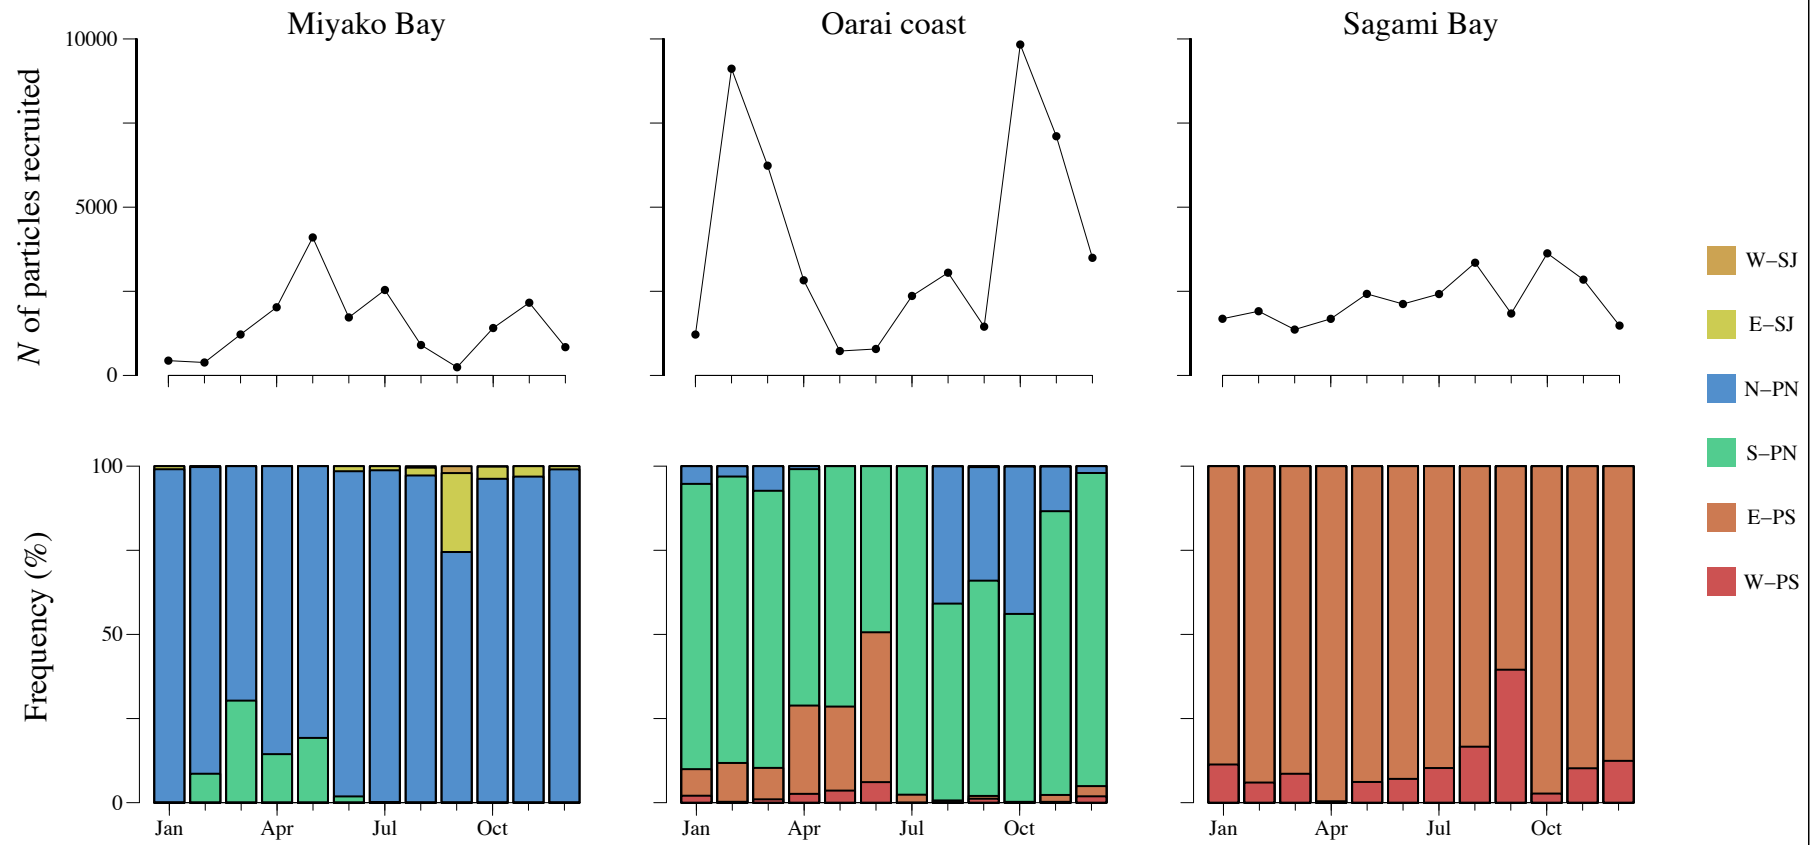 Miyako Bay
Oarai coast
Sagami Bay
N of particles recruited
10000
5000
0
W–SJ
E–SJ
N–PN
S–PN
E–PS
W–PS
Frequency (%)
100
50
0
Jan Apr Jul Oct
Jan Apr Jul Oct
Jan Apr Jul Oct